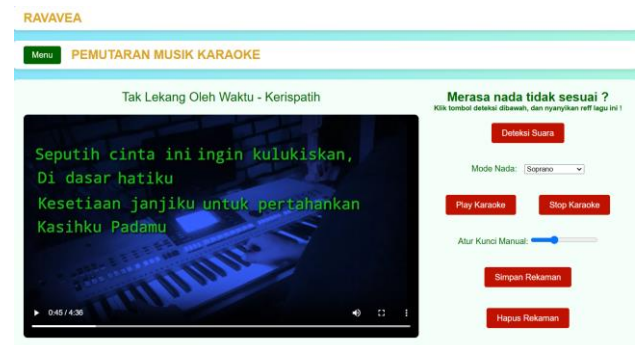 RAVAVEA
Menu
PEMUTARAN MUSIK KARAOKE
Tak Lekang Oleh Waktu - Kerispatih
Seputih cinta ini ingin kulukiskan,
Di dasar hatiku
Kesetiaan janjiku untuk pertahankan
Kasihku Padamu
0:45 / 4:36
Merasa nada tidak sesuai ?
Klik tombol deteksi dibawah, dan nyanyikan reff lagu ini !
Deteksi Suara
Mode Nada: Soprano
Play Karaoke
Stop Karaoke
Atur Kunci Manual:
Simpan Rekaman
Hapus Rekaman